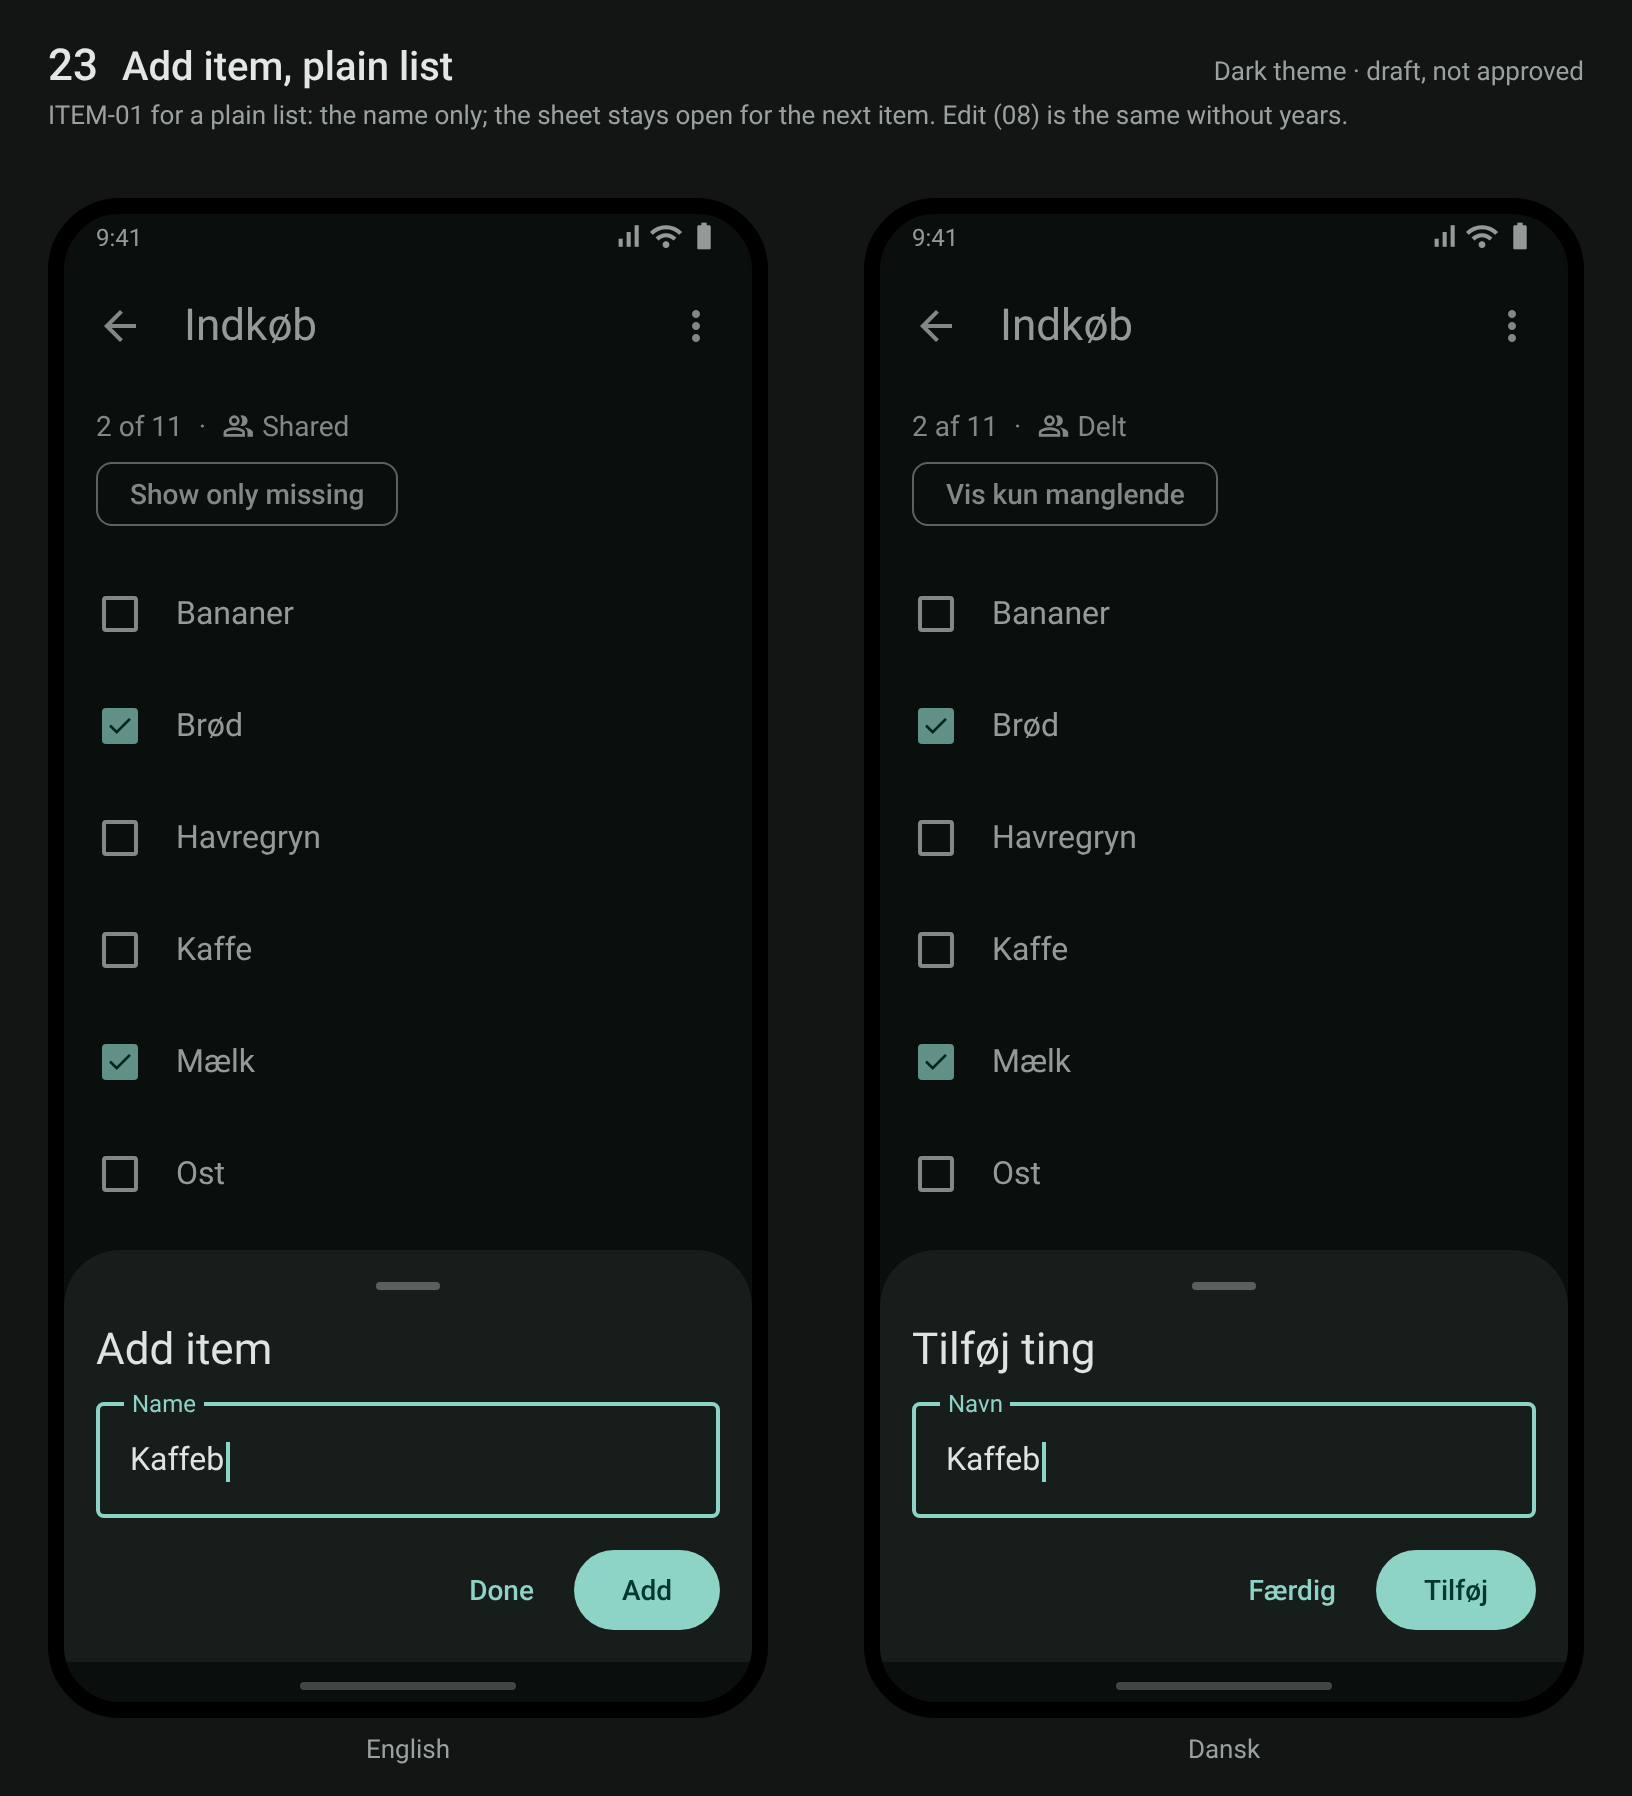 23 Add item, plain list
Dark theme · draft, not approved
ITEM-01 for a plain list: the name only; the sheet stays open for the next item. Edit (08) is the same without years.
9:41
Indkøb
2 of 11 · Shared
Show only missing
Bananer
Brød
Havregryn
Kaffe
Mælk
Ost
Add item
Name
Kaffeb
Done
Add
English
9:41
Indkøb
2 af 11 · Delt
Vis kun manglende
Bananer
Brød
Havregryn
Kaffe
Mælk
Ost
Tilføj ting
Navn
Kaffeb
Færdig
Tilføj
Dansk